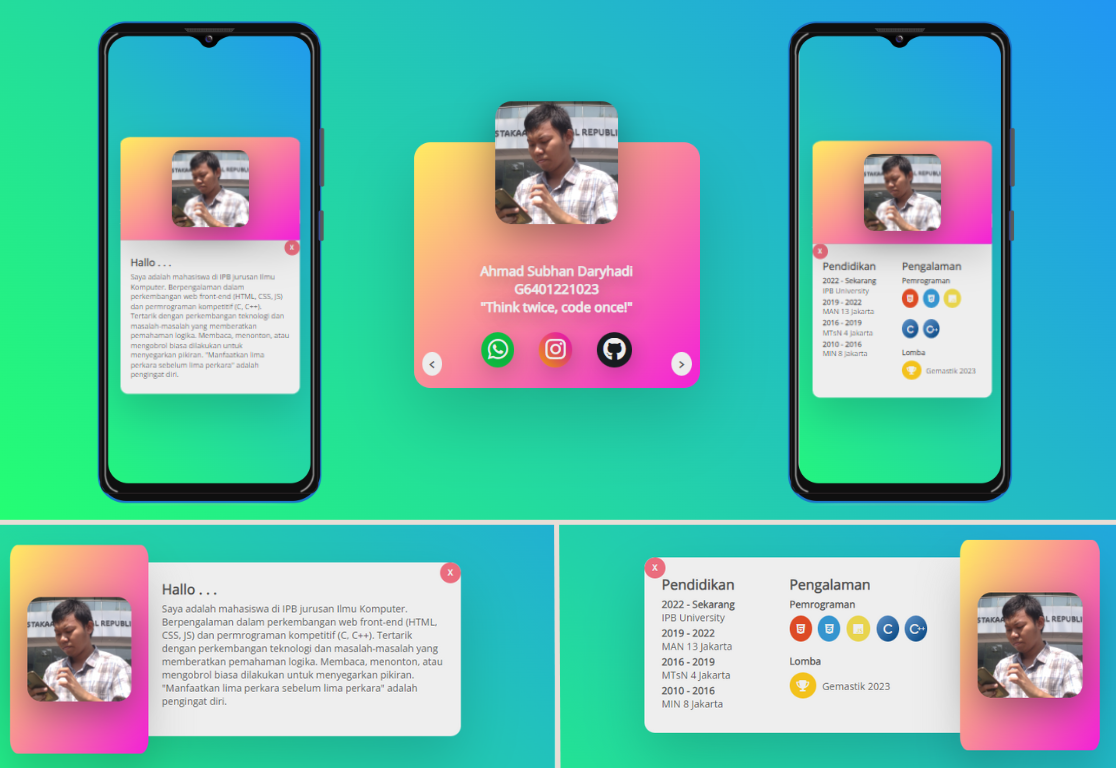 STAKAA
AL REPUBLI
X
Hallo . . .
Saya adalah mahasiswa di IPB jurusan Ilmu
Komputer. Berpengalaman dalam
perkembangan web front-end (HTML, CSS, JS)
dan permrograman kompetitif (C, C++).
Tertarik dengan perkembangan teknologi dan
masalah-masalah yang memberatkan
pemahaman logika. Membaca, menonton, atau
mengobrol biasa dilakukan untuk
menyegarkan pikiran. "Manfaatkan lima
perkara sebelum lima perkara" adalah
pengingat diri.
STAKAA
AL REPUBLI
Ahmad Subhan Daryhadi
G6401221023
"Think twice, code once!"
< >
STAKAA
AL REPUBLI
X
Pendidikan
2022 - Sekarang
IPB University
2019 - 2022
MAN 13 Jakarta
2016 - 2019
MTsN 4 Jakarta
2010 - 2016
MIN 8 Jakarta
Pengalaman
Pemrograman
C C++
Lomba
Gemastik 2023
STAKAA
AL REPUBLI
X
Hallo . . .
Saya adalah mahasiswa di IPB jurusan Ilmu Komputer.
Berpengalaman dalam perkembangan web front-end (HTML,
CSS, JS) dan permrograman kompetitif (C, C++). Tertarik
dengan perkembangan teknologi dan masalah-masalah yang
memberatkan pemahaman logika. Membaca, menonton, atau
mengobrol biasa dilakukan untuk menyegarkan pikiran.
"Manfaatkan lima perkara sebelum lima perkara" adalah
pengingat diri.
X
Pendidikan
2022 - Sekarang
IPB University
2019 - 2022
MAN 13 Jakarta
2016 - 2019
MTsN 4 Jakarta
2010 - 2016
MIN 8 Jakarta
Pengalaman
Pemrograman
C C++
Lomba
Gemastik 2023
STAKAA
AL REPUBLI